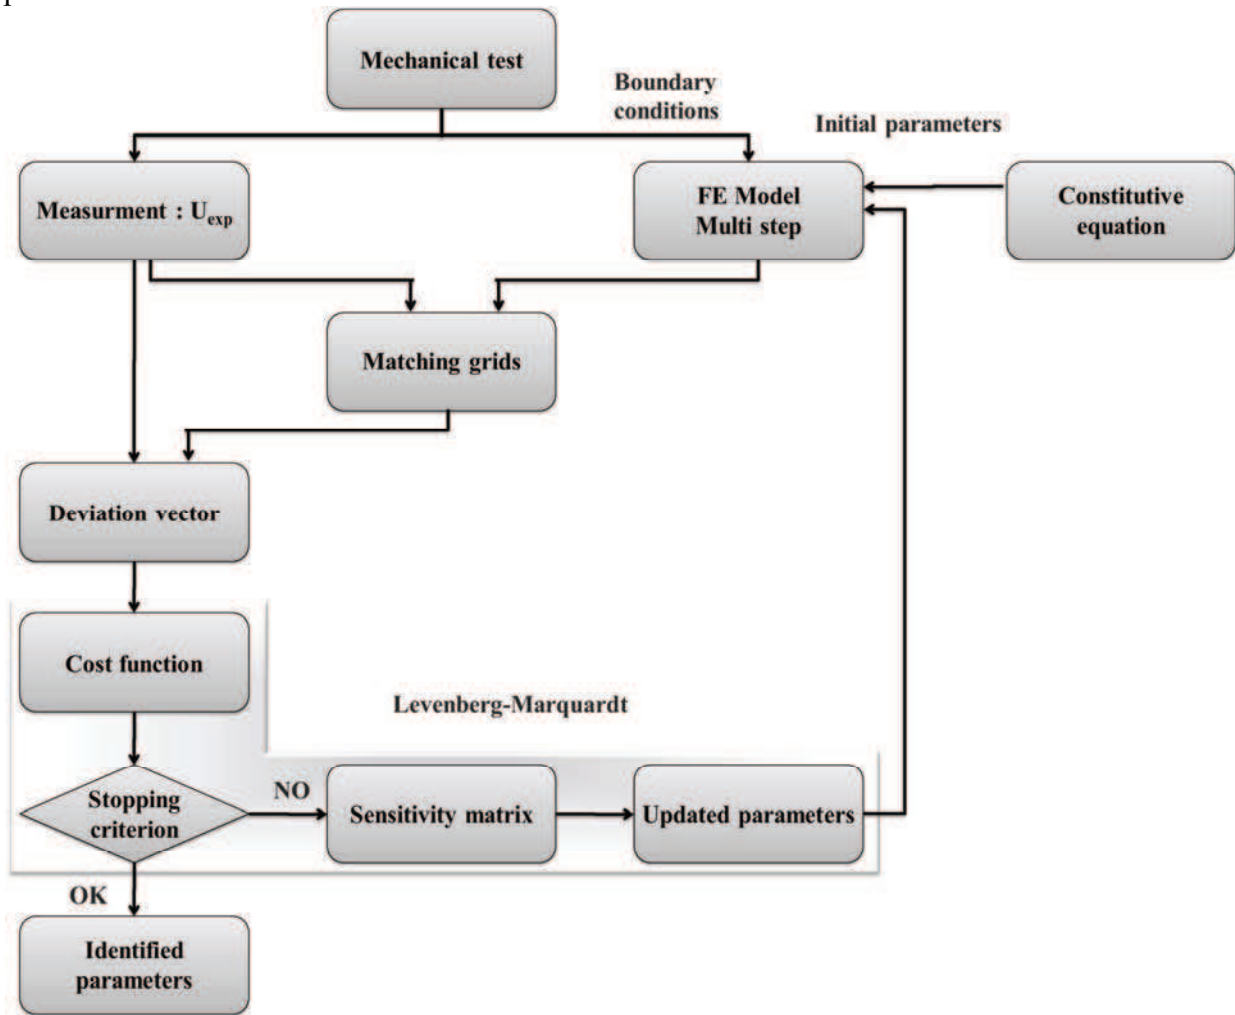 Mechanical test
Boundary
conditions
Initial parameters
Measurment : Uexp
FE Model
Multi step
Constitutive
equation
Matching grids
Deviation vector
Cost function
Levenberg-Marquardt
Stopping
criterion
NO
Sensitivity matrix
Updated parameters
OK
Identified
parameters